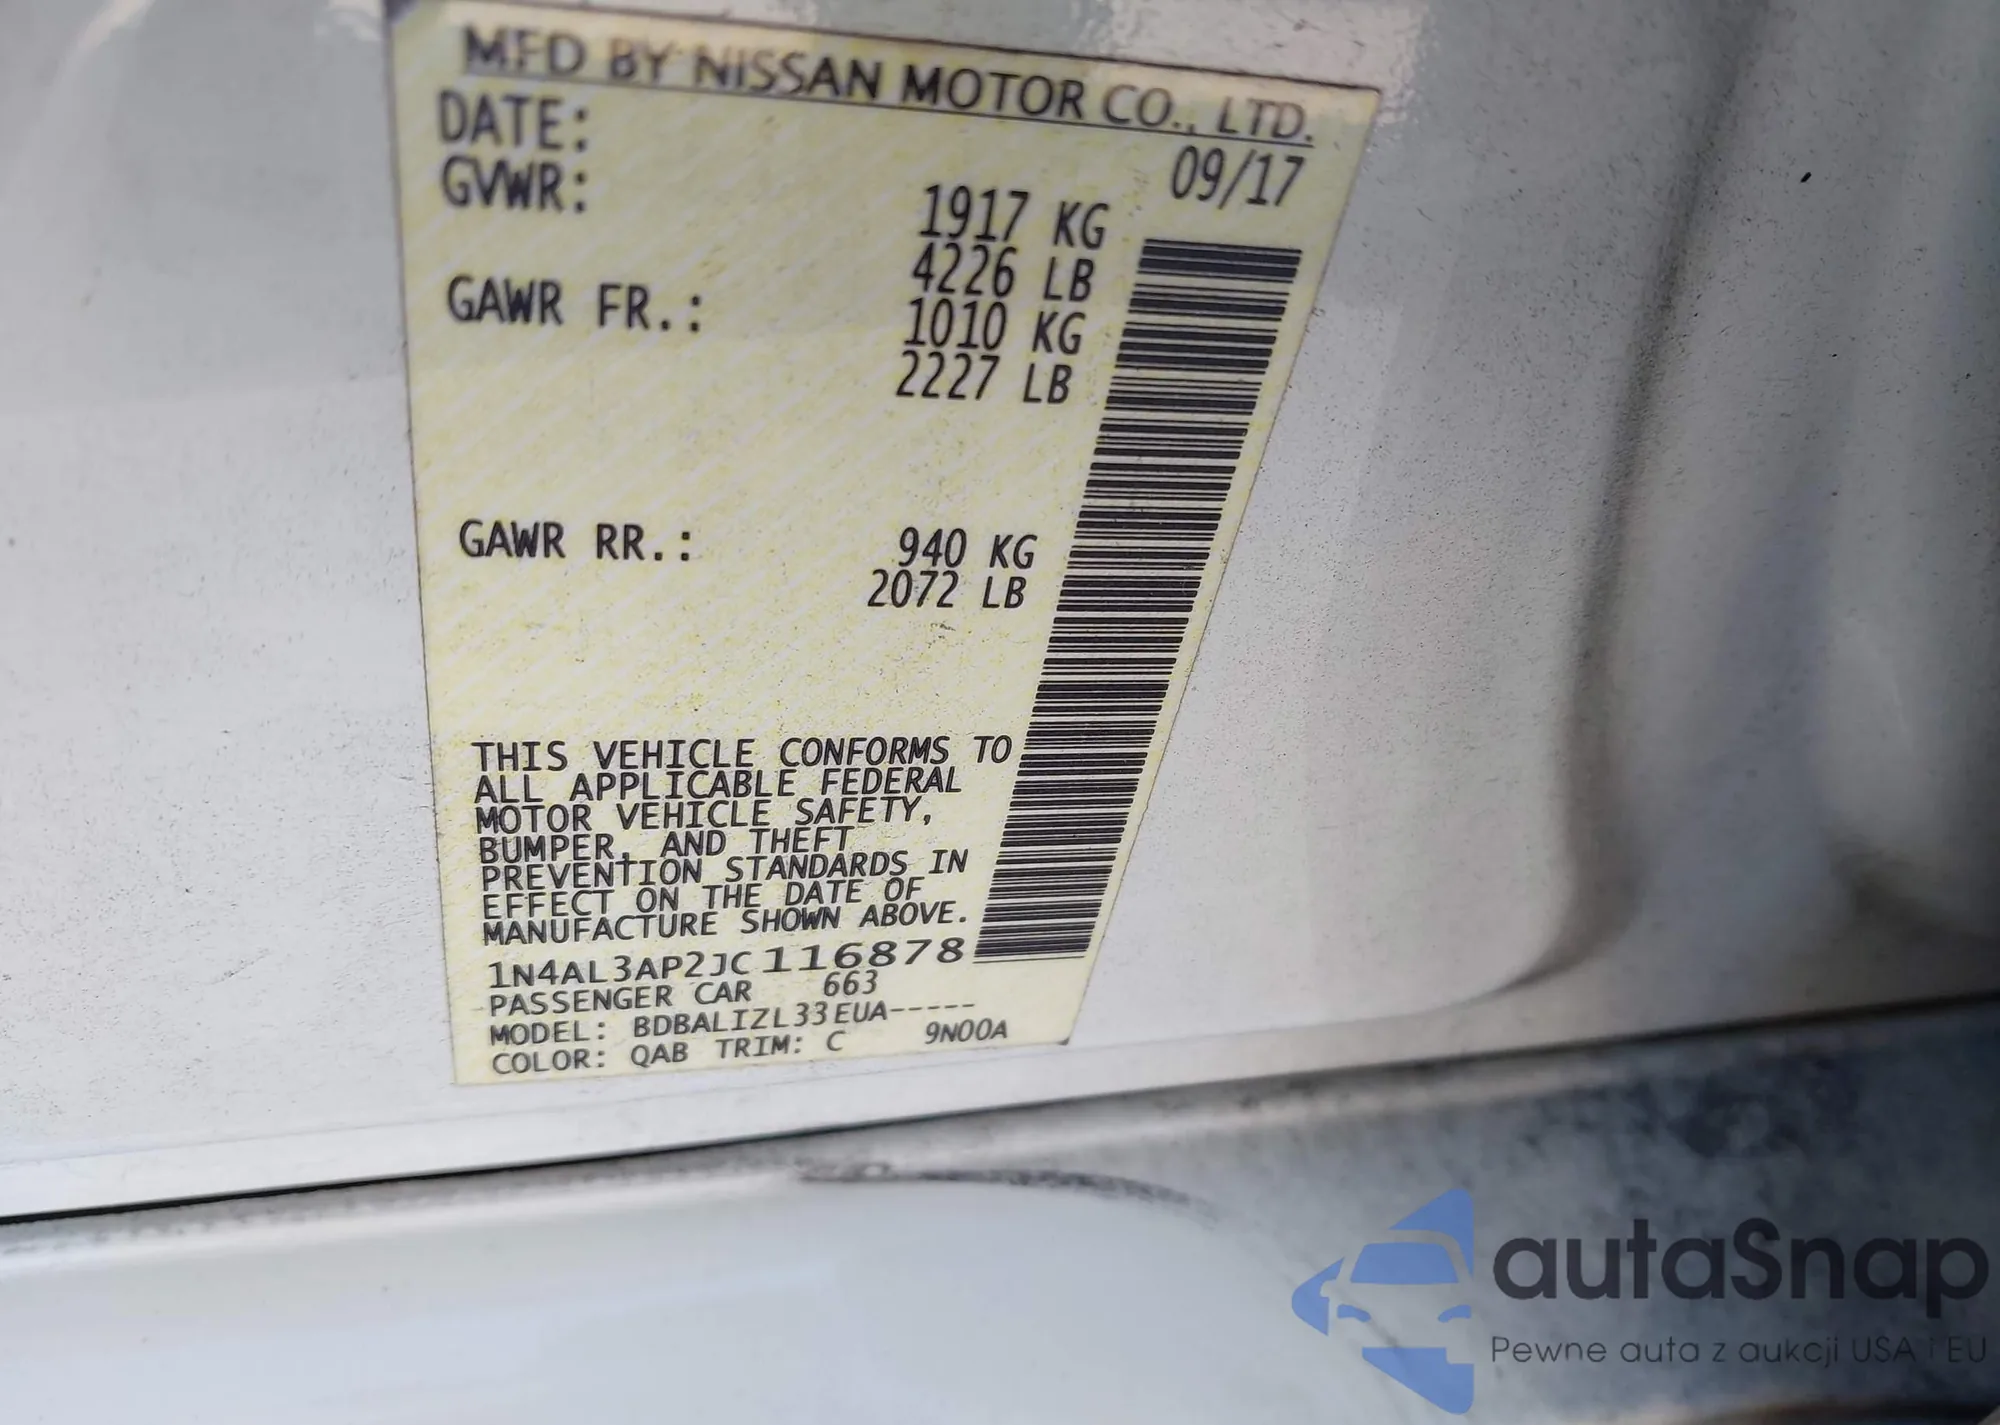 MFD BY NISSAN MOTOR CO., LTD.
DATE: 09/17
GVWR: 1917 KG
4226 LB
GAWR FR.: 1010 KG
2227 LB
GAWR RR.: 940 KG
2072 LB
THIS VEHICLE CONFORMS TO
ALL APPLICABLE FEDERAL
MOTOR VEHICLE SAFETY,
BUMPER, AND THEFT
PREVENTION STANDARDS IN
EFFECT ON THE DATE OF
MANUFACTURE SHOWN ABOVE.
1N4AL3AP2JC116878
PASSENGER CAR 663
MODEL: BDBALIZL33EUA-----
COLOR: QAB TRIM: C 9N00A
autaSnap
Pewne auta z aukcji USA i EU